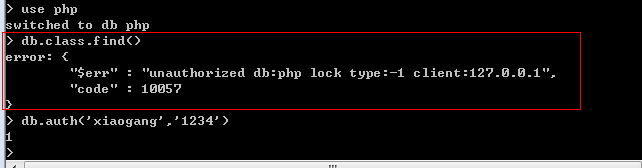 > use php
switched to db php
> db.class.find()
error: {
        "$err" : "unauthorized db:php lock type:-1 client:127.0.0.1",
        "code" : 10057
}
> db.auth('xiaogang','1234')
1
>